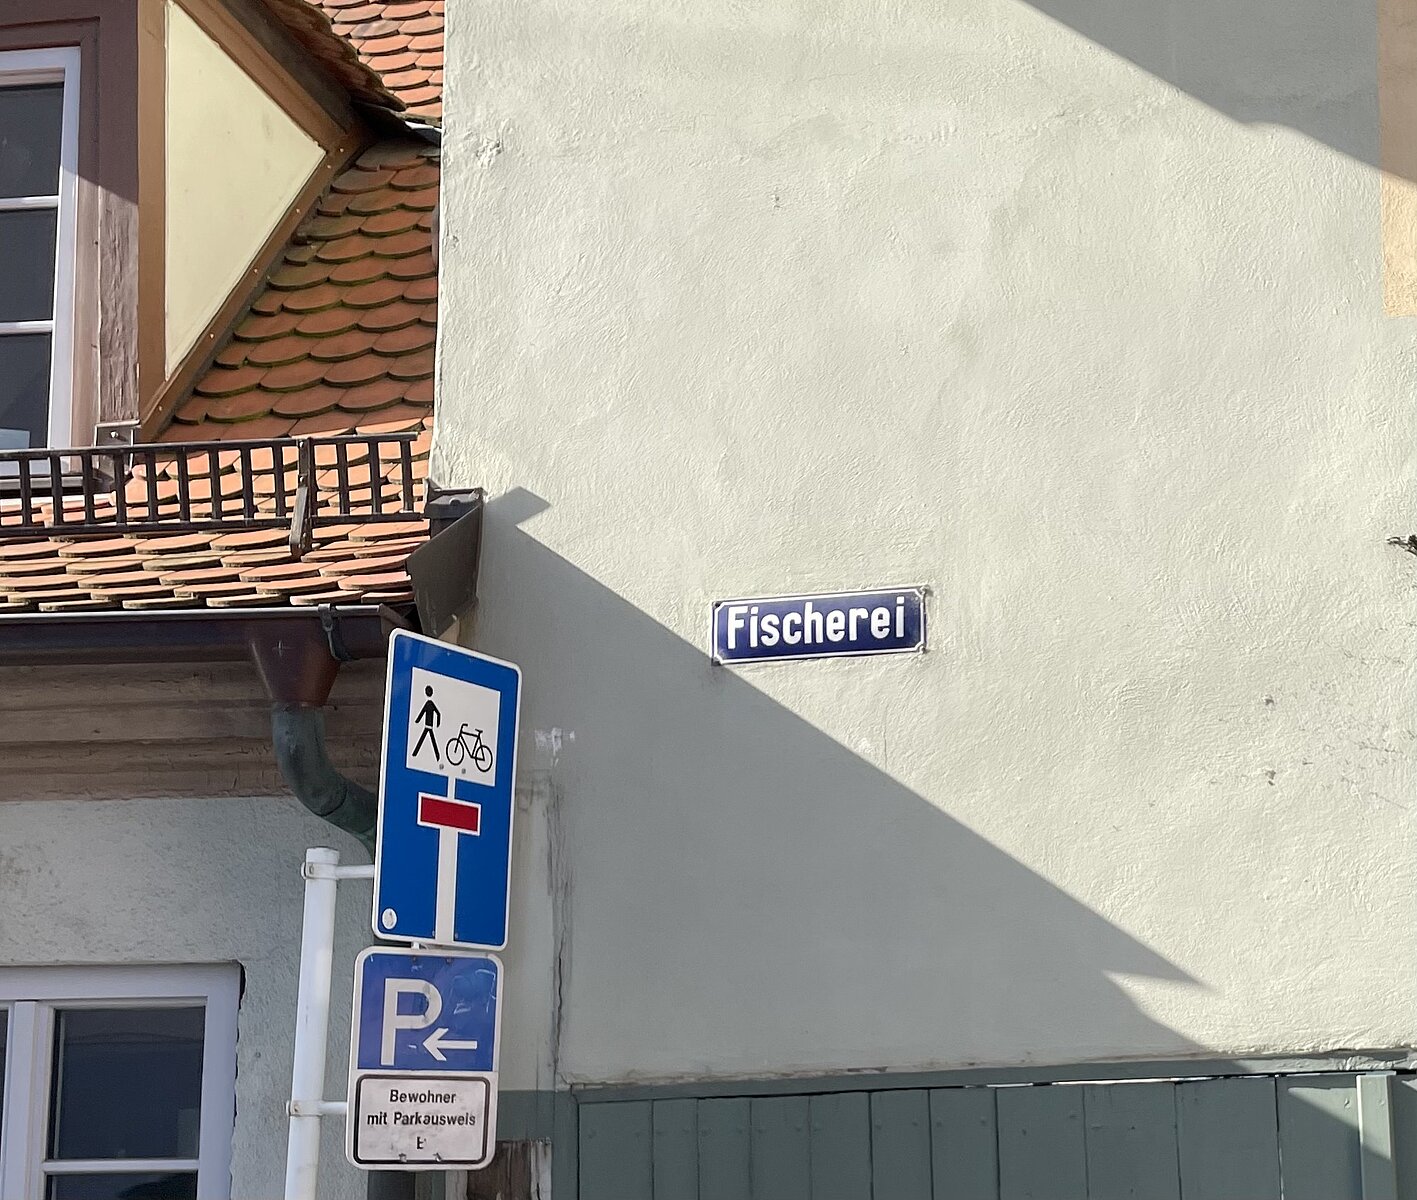 Fischerei
P
Bewohner
mit Parkausweis